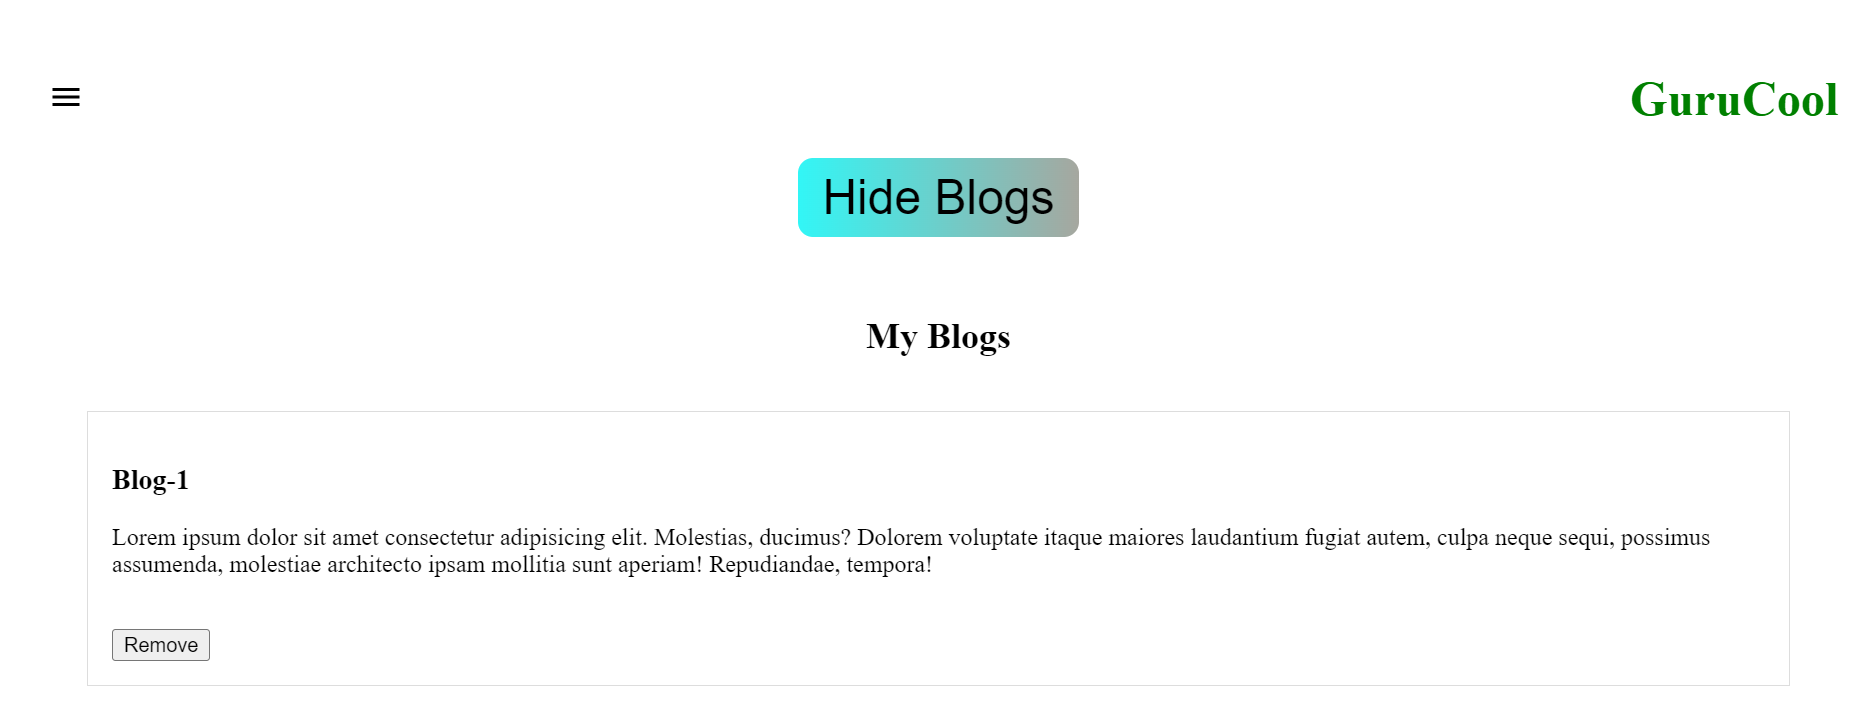 GuruCool
Hide Blogs
My Blogs
Blog-1
Lorem ipsum dolor sit amet consectetur adipisicing elit. Molestias, ducimus? Dolorem voluptate itaque maiores laudantium fugiat autem, culpa neque sequi, possimus
assumenda, molestiae architecto ipsam mollitia sunt aperiam! Repudiandae, tempora!
Remove